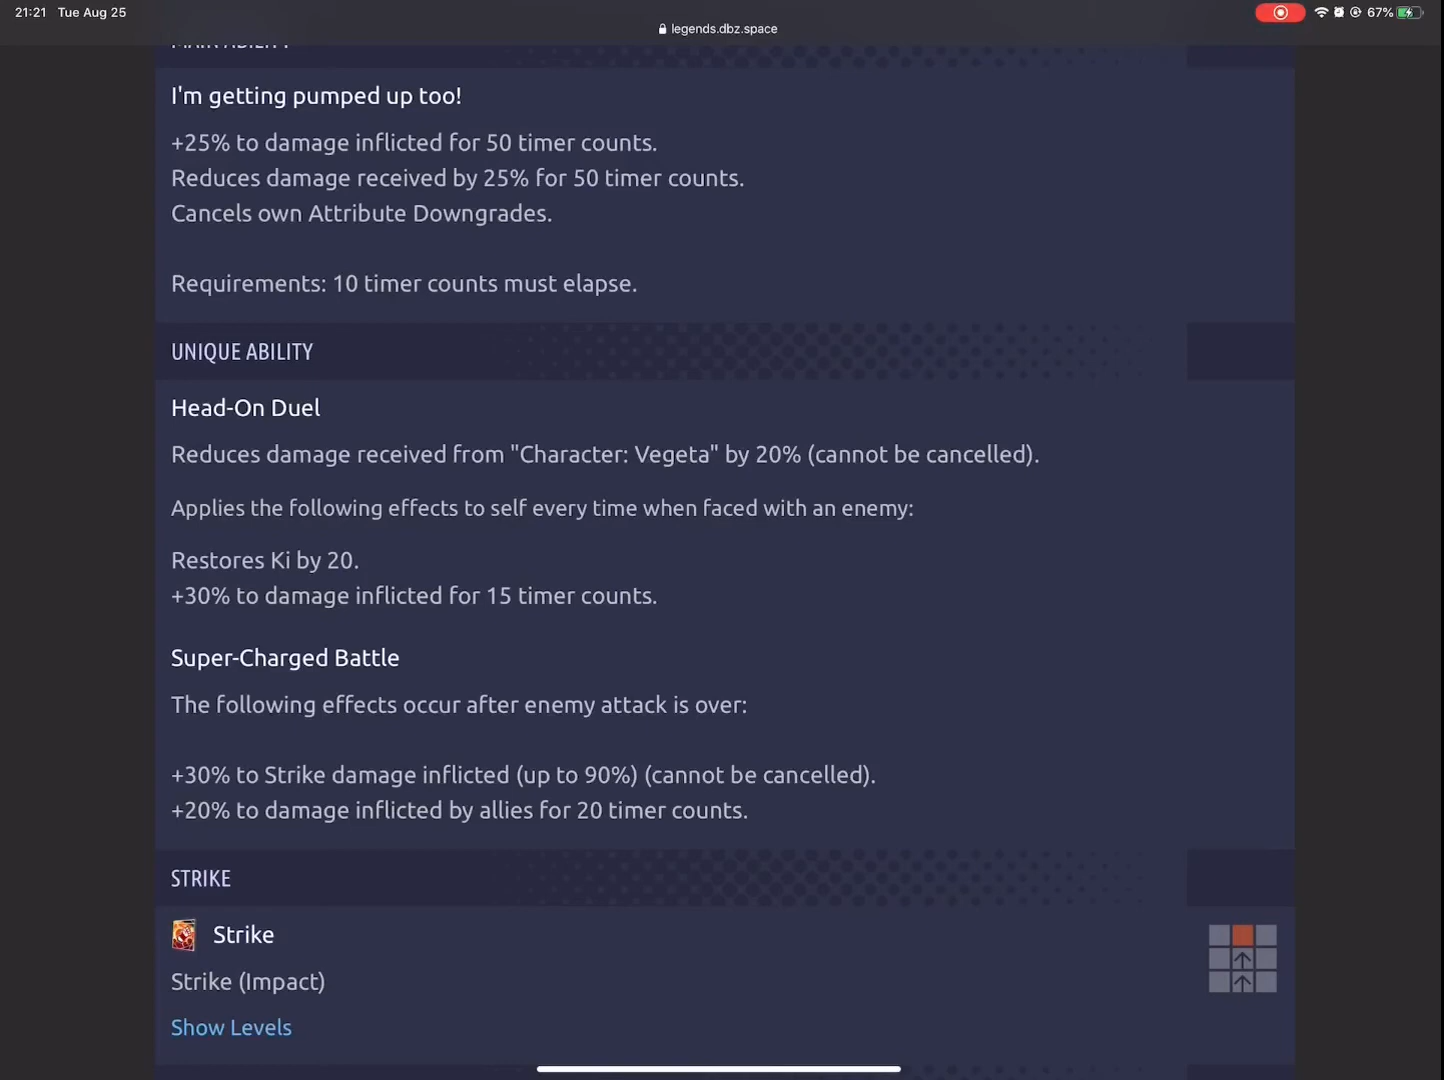 21:21 Tue Aug 25
67%
legends.dbz.space
MAIN ABILITY
I'm getting pumped up too!
+25% to damage inflicted for 50 timer counts.
Reduces damage received by 25% for 50 timer counts.
Cancels own Attribute Downgrades.
Requirements: 10 timer counts must elapse.
UNIQUE ABILITY
Head-On Duel
Reduces damage received from "Character: Vegeta" by 20% (cannot be cancelled).
Applies the following effects to self every time when faced with an enemy:
Restores Ki by 20.
+30% to damage inflicted for 15 timer counts.
Super-Charged Battle
The following effects occur after enemy attack is over:
+30% to Strike damage inflicted (up to 90%) (cannot be cancelled).
+20% to damage inflicted by allies for 20 timer counts.
STRIKE
Strike
Strike (Impact)
Show Levels